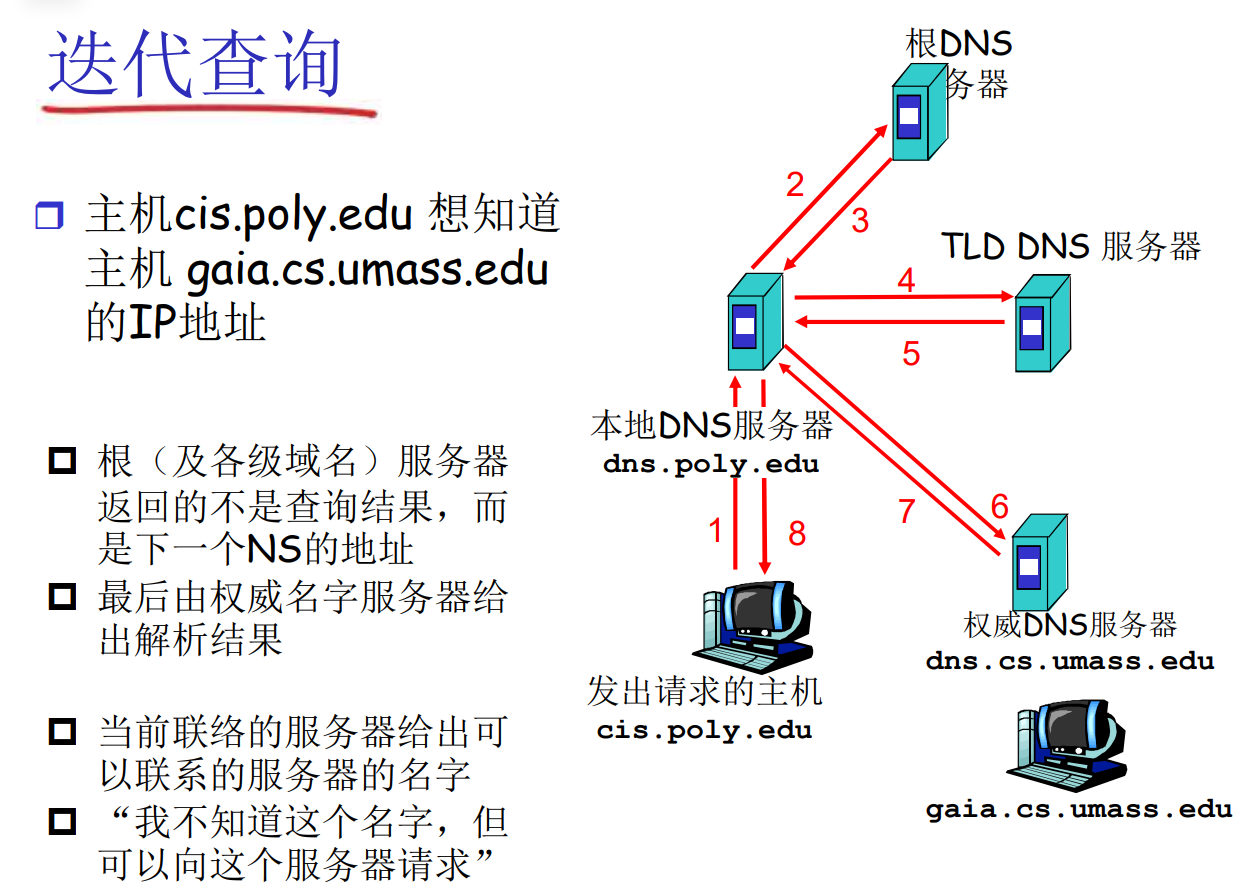 迭代查询
主机cis.poly.edu 想知道
主机 gaia.cs.umass.edu
的IP地址
根（及各级域名）服务器
返回的不是查询结果，而
是下一个NS的地址
最后由权威名字服务器给
出解析结果
当前联络的服务器给出可
以联系的服务器的名字
“我不知道这个名字，但
可以向这个服务器请求”
根DNS
务器
2
3
TLD DNS 服务器
4
5
本地DNS服务器
dns.poly.edu
1
8
7
6
权威DNS服务器
dns.cs.umass.edu
发出请求的主机
cis.poly.edu
gaia.cs.umass.edu